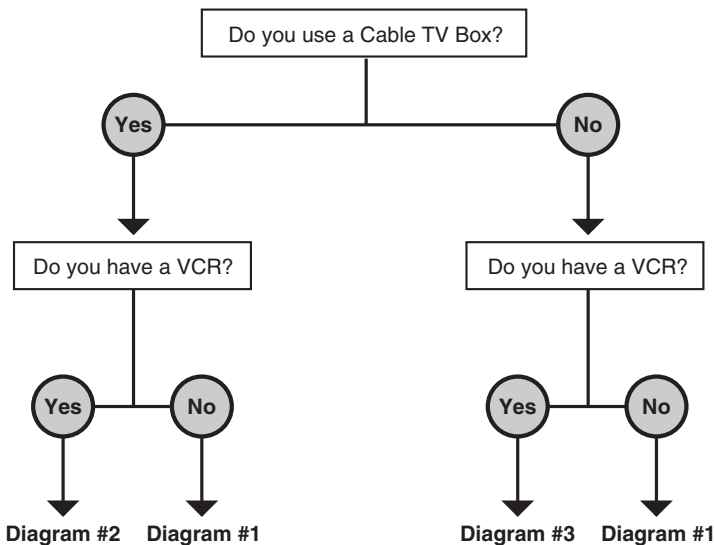 Do you use a Cable TV Box?
Yes
No
Do you have a VCR?
Do you have a VCR?
Yes
No
Yes
No
Diagram #2
Diagram #1
Diagram #3
Diagram #1